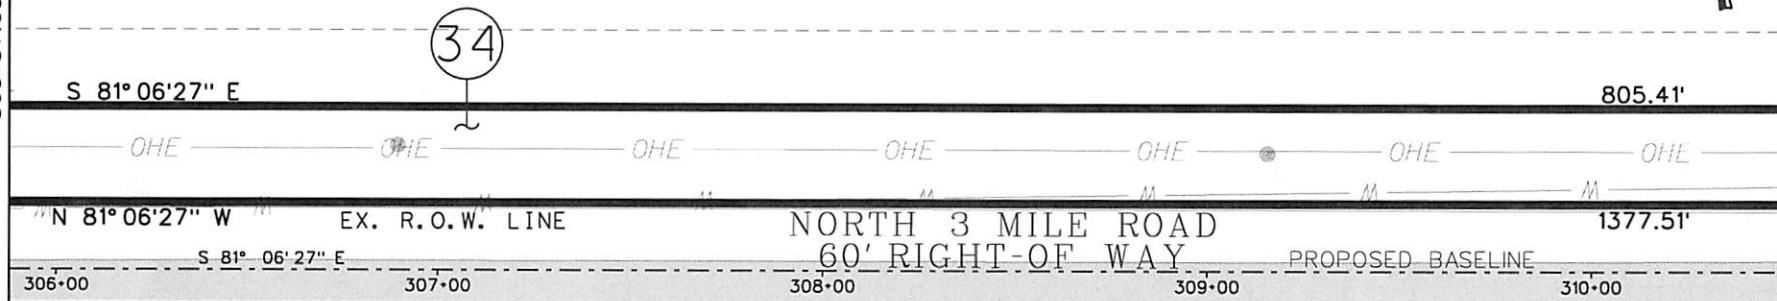 34
S 81° 06'27" E 805.41'
OHE OHE OHE OHE OHE OHE OHE
W W W W W W W W
N 81° 06'27" W EX. R.O.W. LINE NORTH 3 MILE ROAD 1377.51'
S 81° 06'27" E 60' RIGHT-OF WAY PROPOSED BASELINE
306+00 307+00 308+00 309+00 310+00